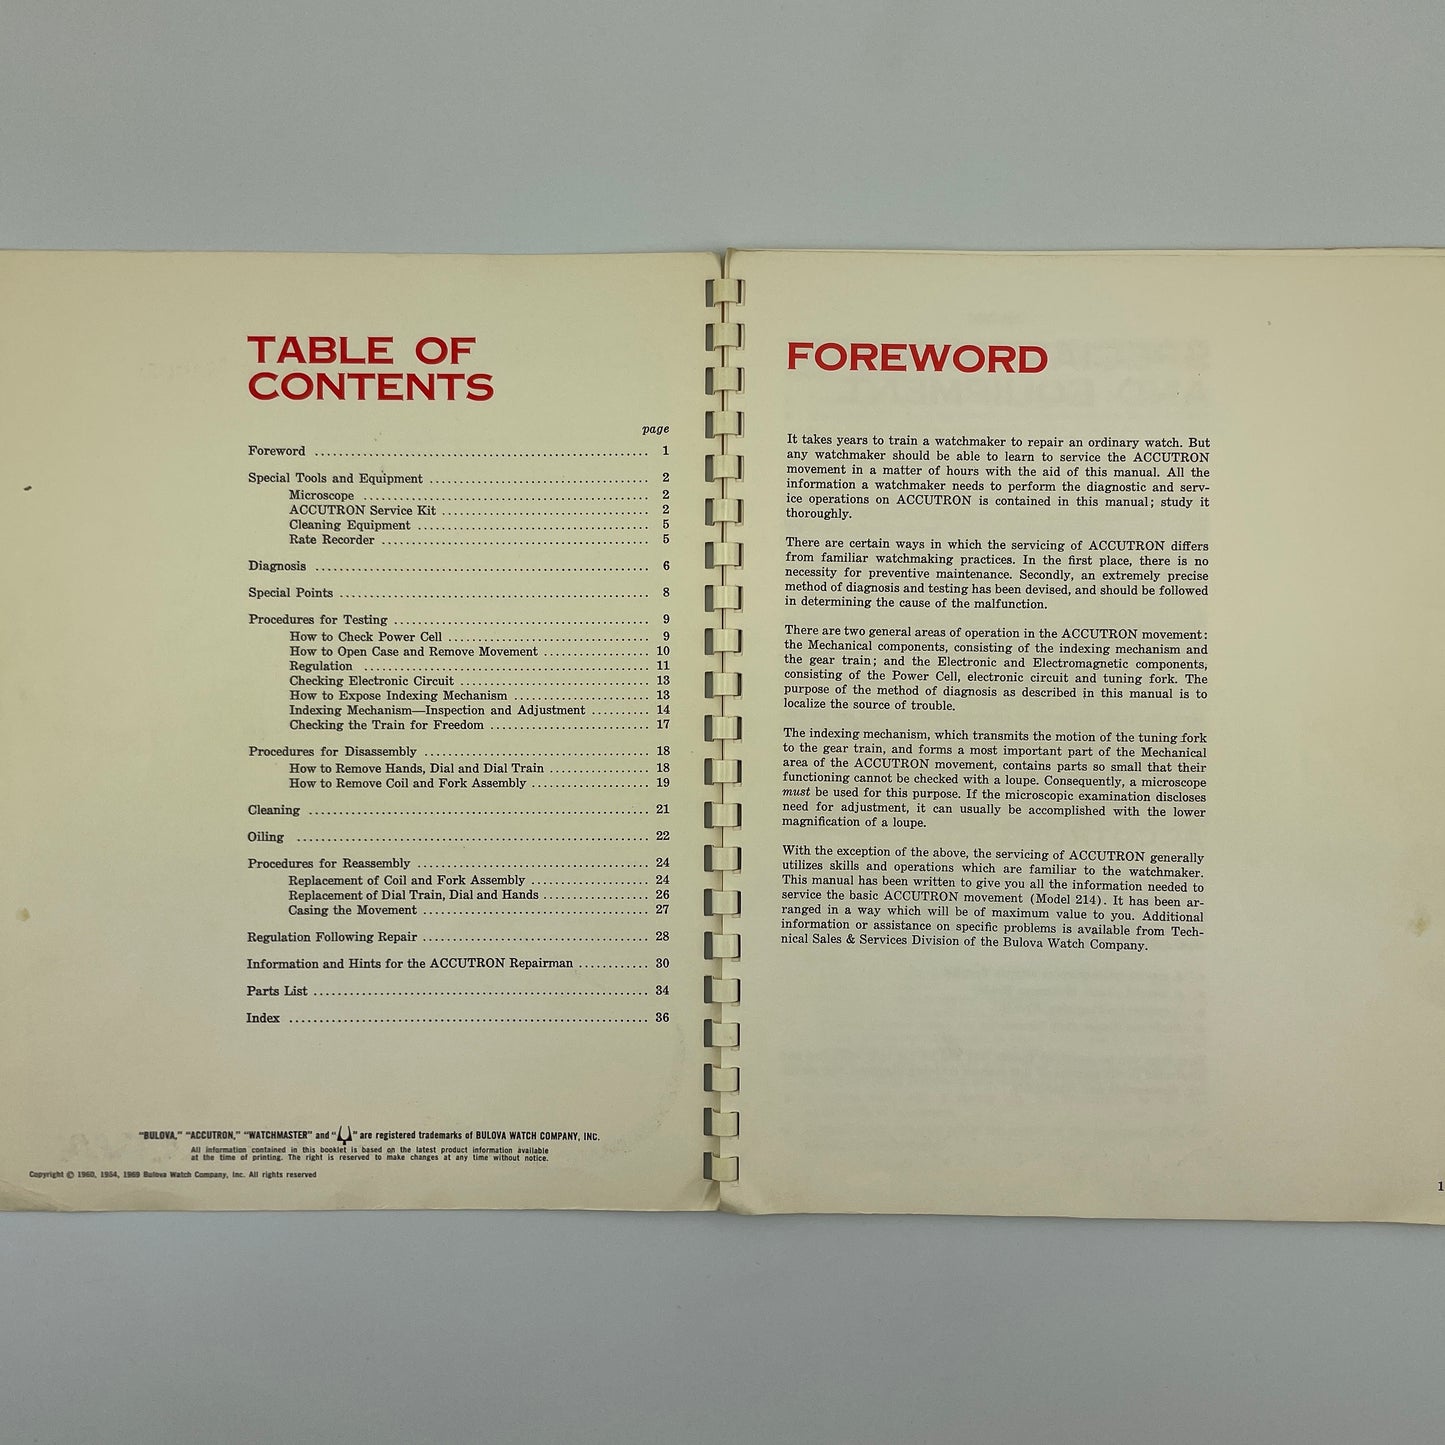 TABLE OF
CONTENTS
page
Foreword ........ 1
Special Tools and Equipment ........ 2
Microscope ........ 2
ACCUTRON Service Kit ........ 2
Cleaning Equipment ........ 5
Rate Recorder ........ 5
Diagnosis ........ 6
Special Points ........ 8
Procedures for Testing ........ 9
How to Check Power Cell ........ 9
How to Open Case and Remove Movement ........ 10
Regulation ........ 11
Checking Electronic Circuit ........ 13
How to Expose Indexing Mechanism ........ 13
Indexing Mechanism—Inspection and Adjustment ........ 14
Checking the Train for Freedom ........ 17
Procedures for Disassembly ........ 18
How to Remove Hands, Dial and Dial Train ........ 18
How to Remove Coil and Fork Assembly ........ 19
Cleaning ........ 21
Oiling ........ 22
Procedures for Reassembly ........ 24
Replacement of Coil and Fork Assembly ........ 24
Replacement of Dial Train, Dial and Hands ........ 26
Casing the Movement ........ 27
Regulation Following Repair ........ 28
Information and Hints for the ACCUTRON Repairman ........ 30
Parts List ........ 34
Index ........ 36
"BULOVA," "ACCUTRON," "WATCHMASTER" and " " are registered trademarks of BULOVA WATCH COMPANY, INC.
All information contained in this booklet is based on the latest product information available
at the time of printing. The right is reserved to make changes at any time without notice.
Copyright © 1960, 1964, 1969 Bulova Watch Company, Inc. All rights reserved
FOREWORD
It takes years to train a watchmaker to repair an ordinary watch. But
any watchmaker should be able to learn to service the ACCUTRON
movement in a matter of hours with the aid of this manual. All the
information a watchmaker needs to perform the diagnostic and serv-
ice operations on ACCUTRON is contained in this manual; study it
thoroughly.
There are certain ways in which the servicing of ACCUTRON differs
from familiar watchmaking practices. In the first place, there is no
necessity for preventive maintenance. Secondly, an extremely precise
method of diagnosis and testing has been devised, and should be followed
in determining the cause of the malfunction.
There are two general areas of operation in the ACCUTRON movement:
the Mechanical components, consisting of the indexing mechanism and
the gear train; and the Electronic and Electromagnetic components,
consisting of the Power Cell, electronic circuit and tuning fork. The
purpose of the method of diagnosis as described in this manual is to
localize the source of trouble.
The indexing mechanism, which transmits the motion of the tuning fork
to the gear train, and forms a most important part of the Mechanical
area of the ACCUTRON movement, contains parts so small that their
functioning cannot be checked with a loupe. Consequently, a microscope
must be used for this purpose. If the microscopic examination discloses
need for adjustment, it can usually be accomplished with the lower
magnification of a loupe.
With the exception of the above, the servicing of ACCUTRON generally
utilizes skills and operations which are familiar to the watchmaker.
This manual has been written to give you all the information needed to
service the basic ACCUTRON movement (Model 214). It has been ar-
ranged in a way which will be of maximum value to you. Additional
information or assistance on specific problems is available from Tech-
nical Sales & Services Division of the Bulova Watch Company.
1